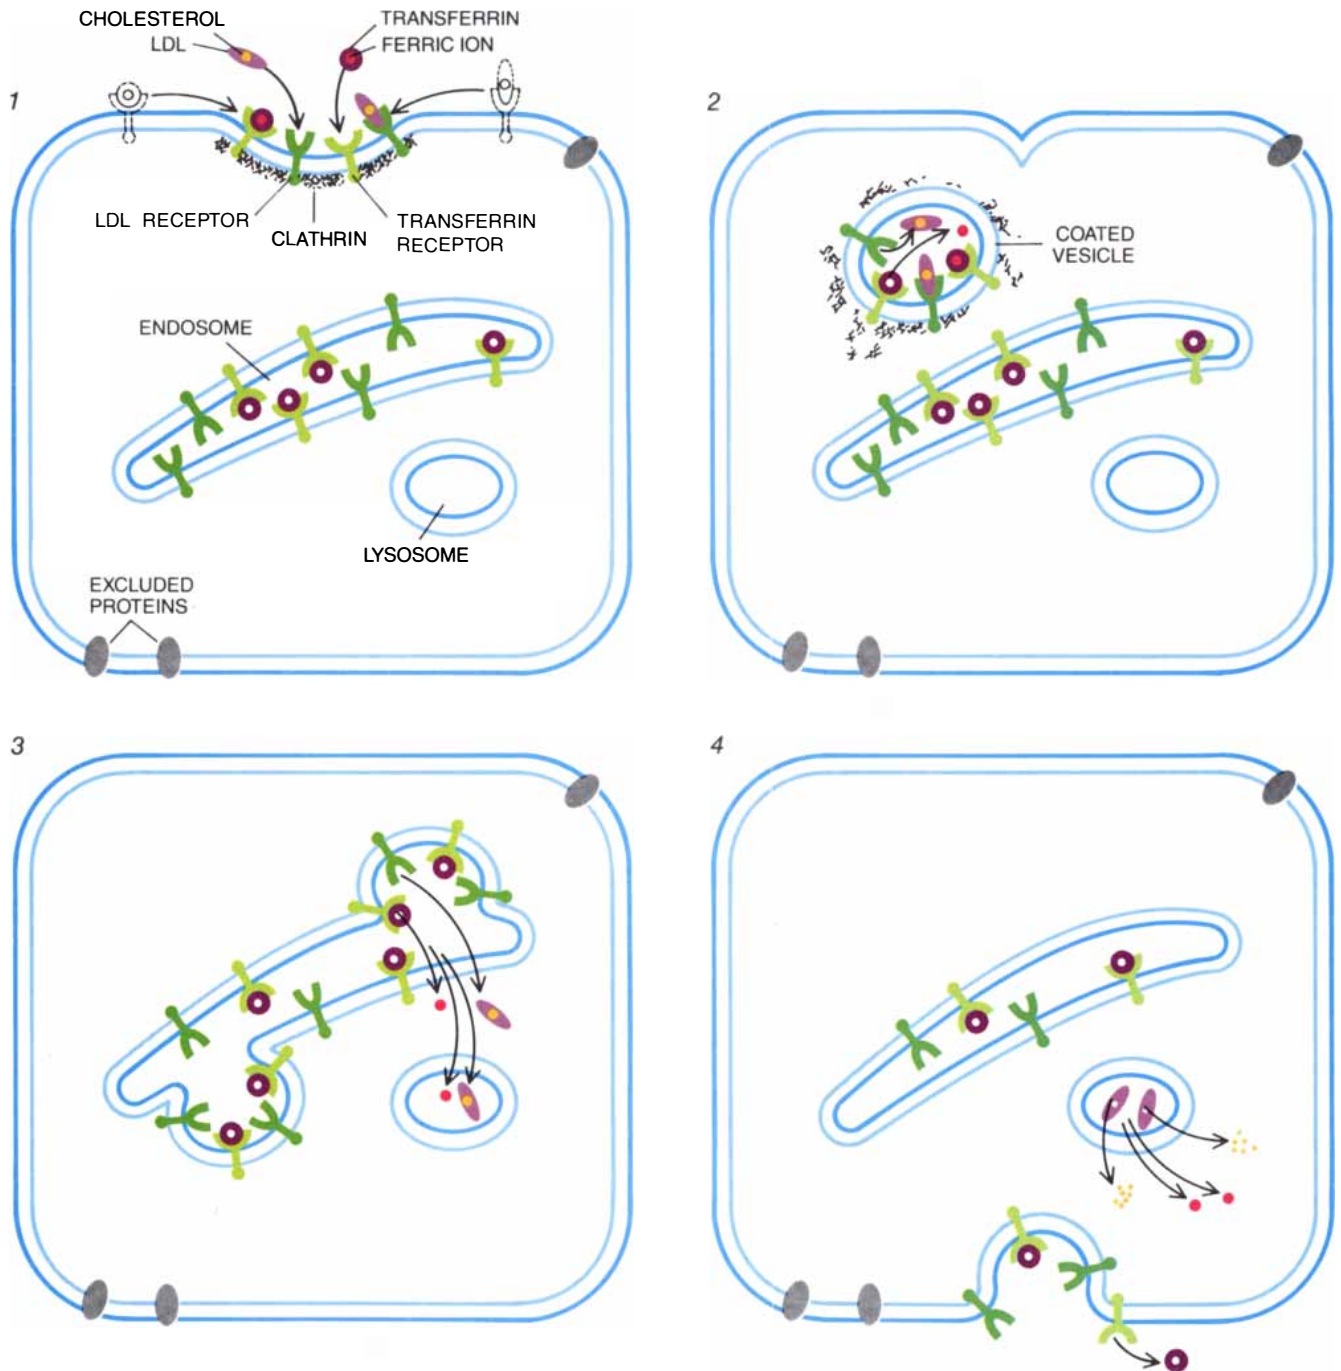 1
CHOLESTEROL
LDL
TRANSFERRIN
FERRIC ION
LDL RECEPTOR
CLATHRIN
TRANSFERRIN
RECEPTOR
ENDOSOME
LYSOSOME
EXCLUDED
PROTEINS
2
COATED
VESICLE
3
4